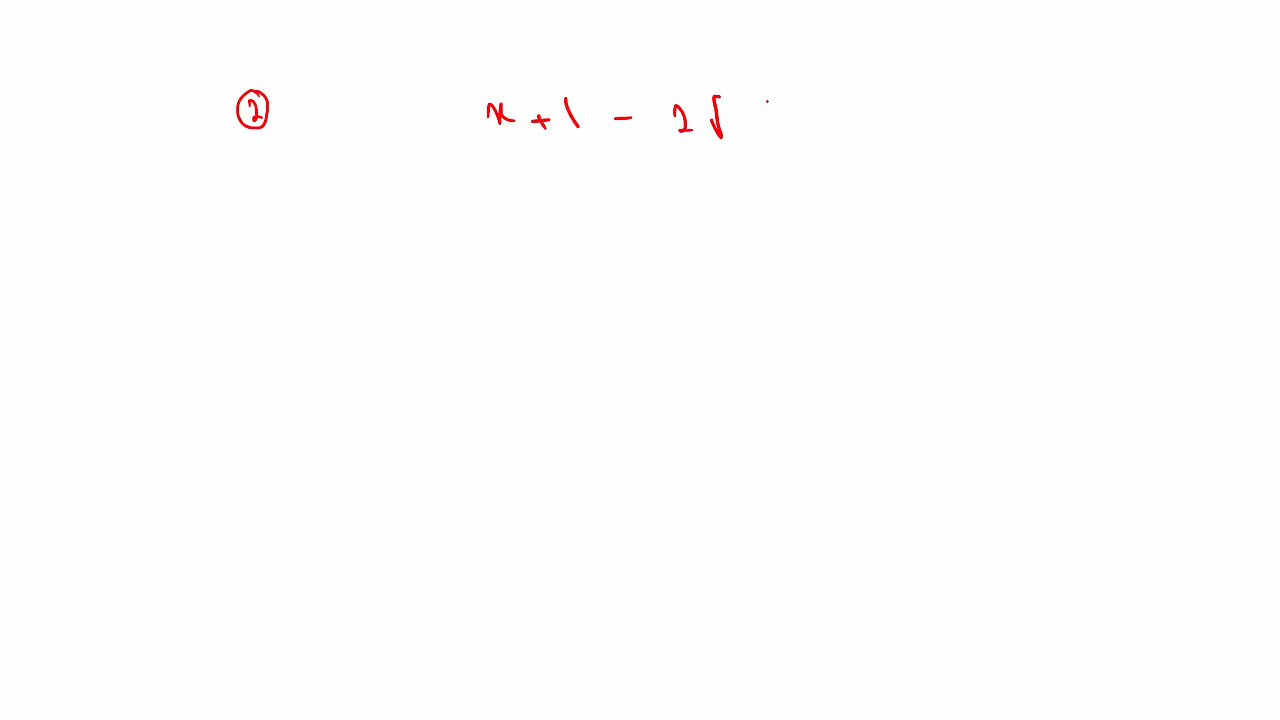 ② x + 1 - 2√